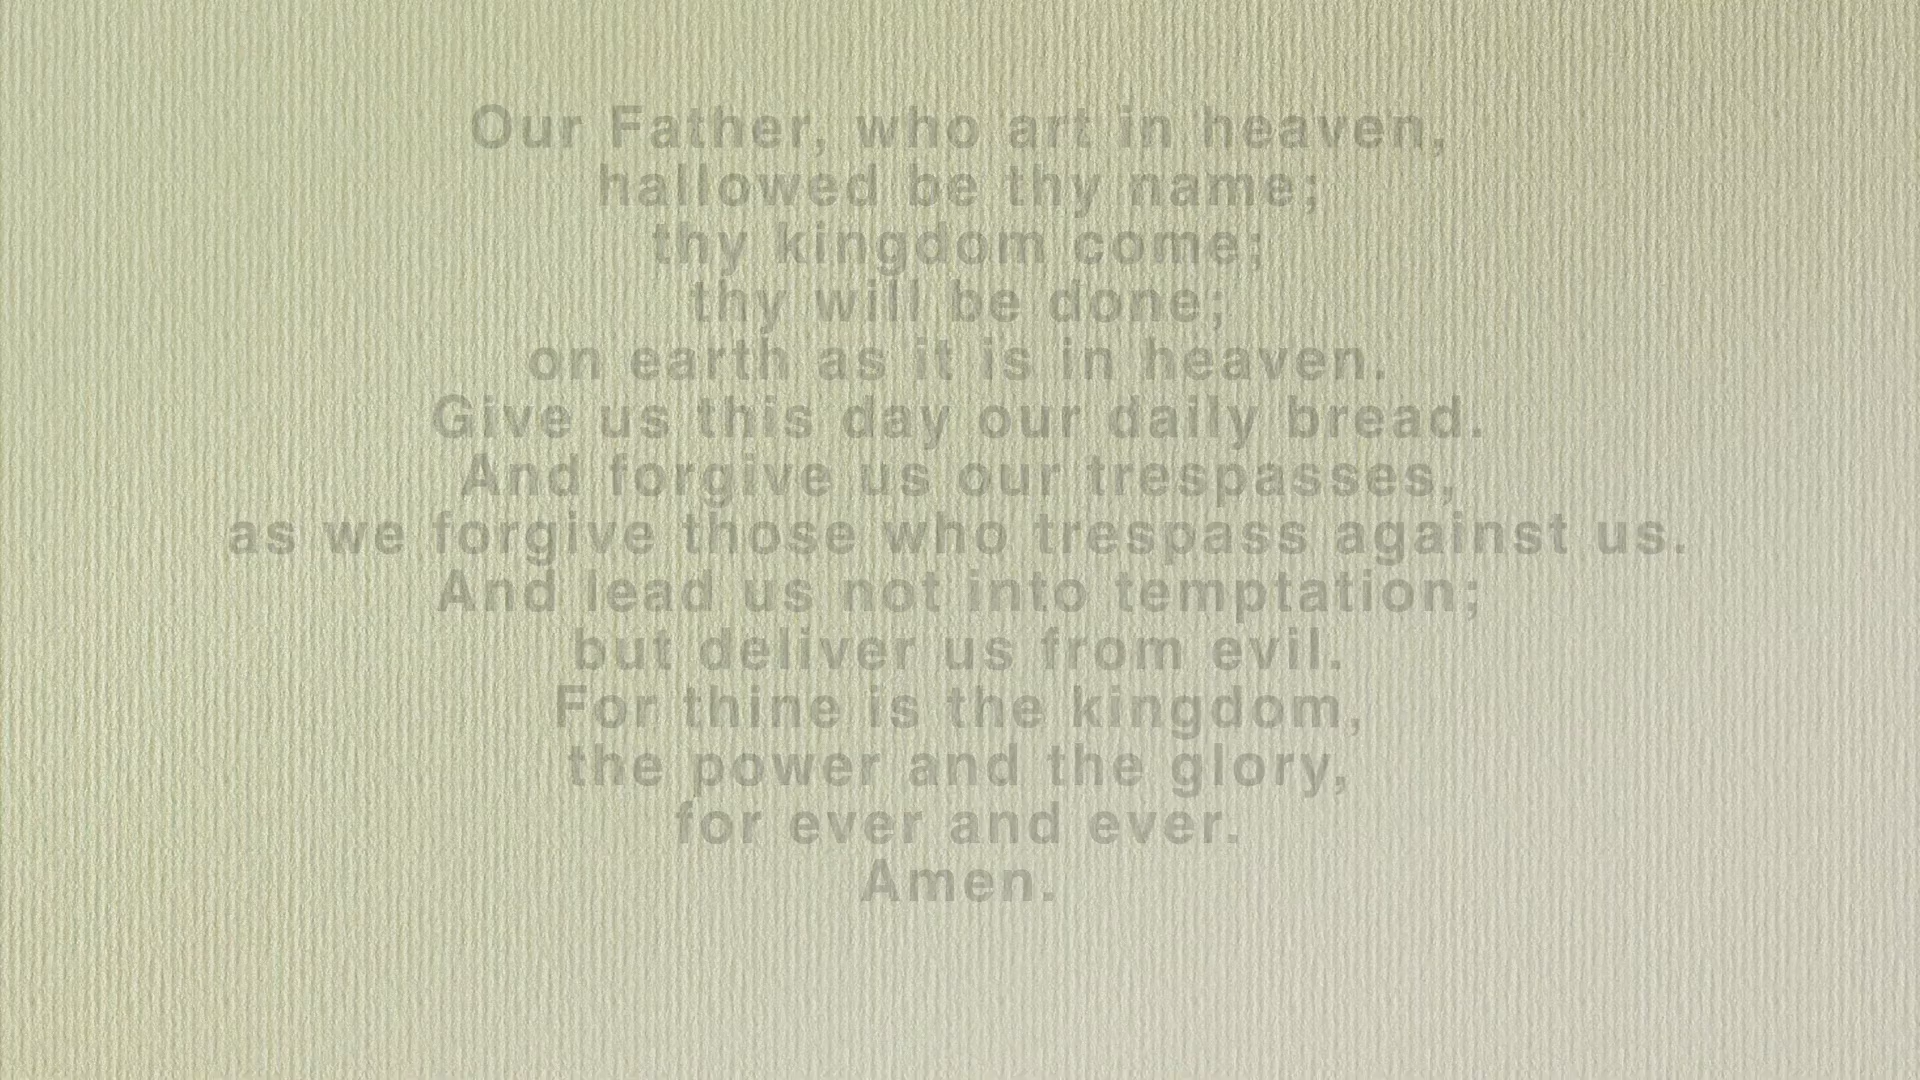 Our Father, who art in heaven,
hallowed be thy name;
thy kingdom come;
thy will be done;
on earth as it is in heaven.
Give us this day our daily bread.
And forgive us our trespasses,
as we forgive those who trespass against us.
And lead us not into temptation;
but deliver us from evil.
For thine is the kingdom,
the power and the glory,
for ever and ever.
Amen.